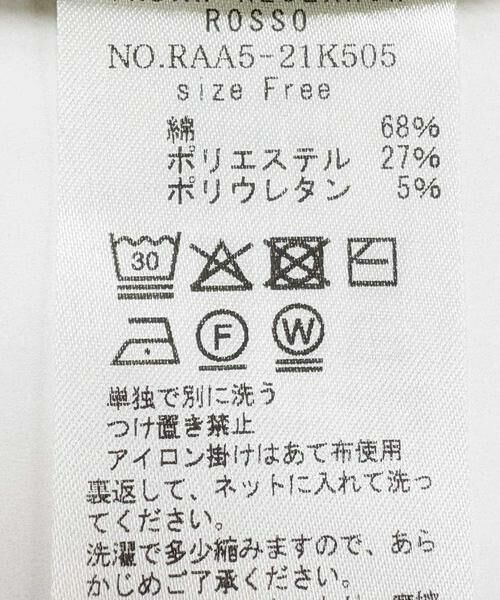 ROSSO
NO.RAA5-21K505
size Free
綿 68%
ポリエステル 27%
ポリウレタン 5%
30
F
W
単独で別に洗う
つけ置き禁止
アイロン掛けはあて布使用
裏返して、ネットに入れて洗っ
てください。
洗濯で多少縮みますので、あら
かじめご了承ください。